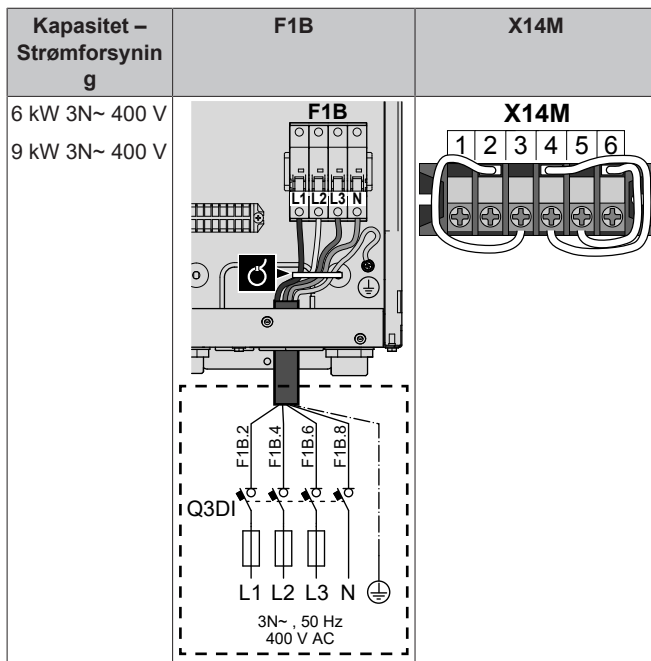 Kapasitet –
Strømforsynin
g
F1B
X14M
6 kW 3N~ 400 V
9 kW 3N~ 400 V
F1B
L1 L2 L3 N
X14M
1 2 3 4 5 6
F1B.2 F1B.4 F1B.6 F1B.8
Q3DI
L1 L2 L3 N
3N~ , 50 Hz
400 V AC